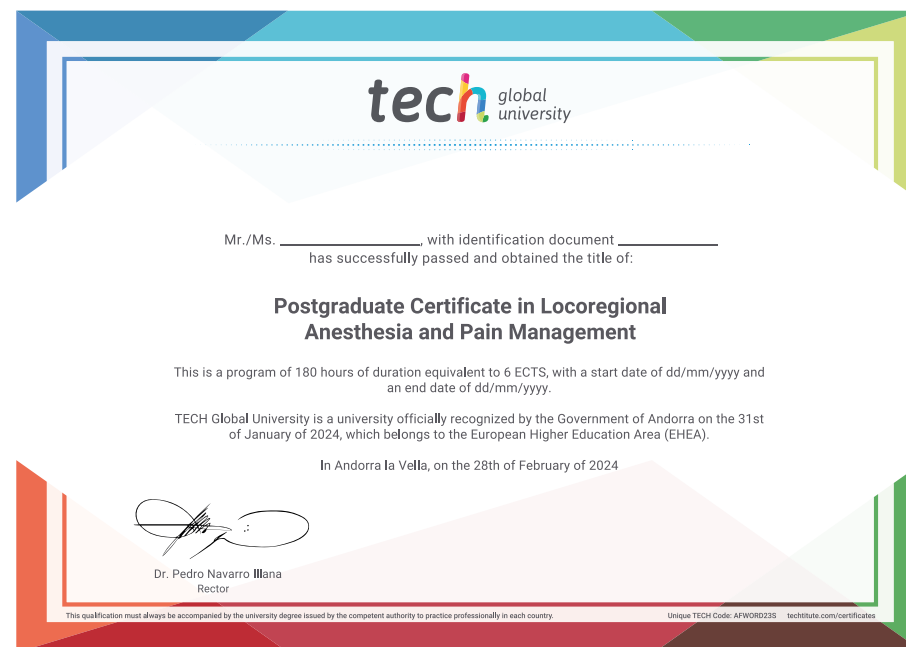 tech global university
Mr./Ms. ____________, with identification document ____________
has successfully passed and obtained the title of:
Postgraduate Certificate in Locoregional
Anesthesia and Pain Management
This is a program of 180 hours of duration equivalent to 6 ECTS, with a start date of dd/mm/yyyy and
an end date of dd/mm/yyyy.
TECH Global University is a university officially recognized by the Government of Andorra on the 31st
of January of 2024, which belongs to the European Higher Education Area (EHEA).
In Andorra la Vella, on the 28th of February of 2024
Dr. Pedro Navarro Illana
Rector
This qualification must always be accompanied by the university degree issued by the competent authority to practice professionally in each country.
Unique TECH Code: AFWORD23S techtitute.com/certificates